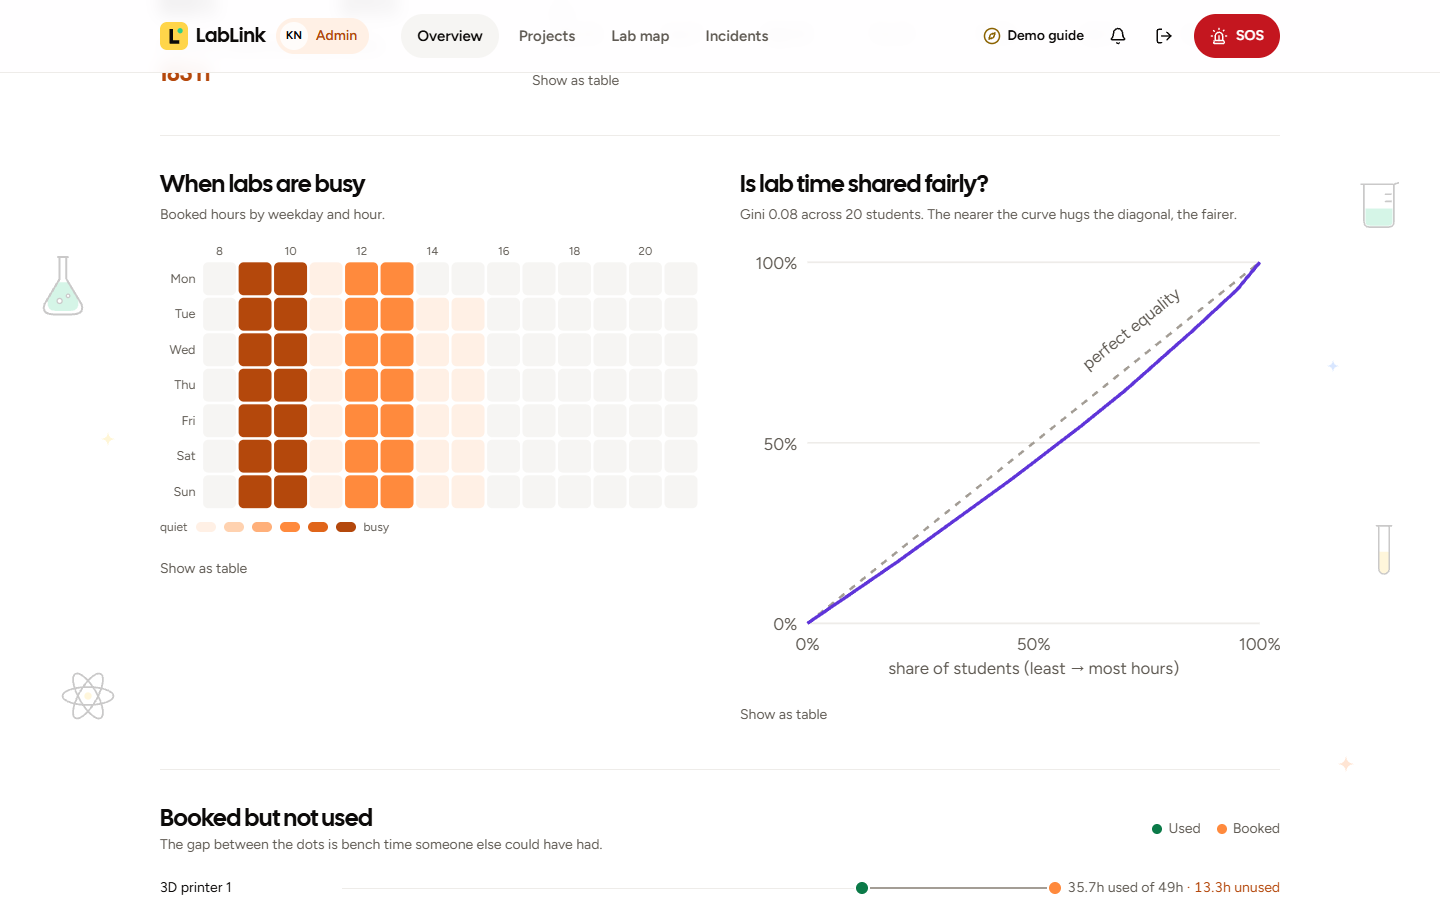 LabLink
KN Admin
Overview
Projects
Lab map
Incidents
Demo guide
SOS
Show as table
When labs are busy
Booked hours by weekday and hour.
8 10 12 14 16 18 20
Mon
Tue
Wed
Thu
Fri
Sat
Sun
quiet busy
Show as table
Is lab time shared fairly?
Gini 0.08 across 20 students. The nearer the curve hugs the diagonal, the fairer.
100%
perfect equality
50%
0%
0% 50% 100%
share of students (least → most hours)
Show as table
Booked but not used
The gap between the dots is bench time someone else could have had.
Used Booked
3D printer 1
35.7h used of 49h · 13.3h unused